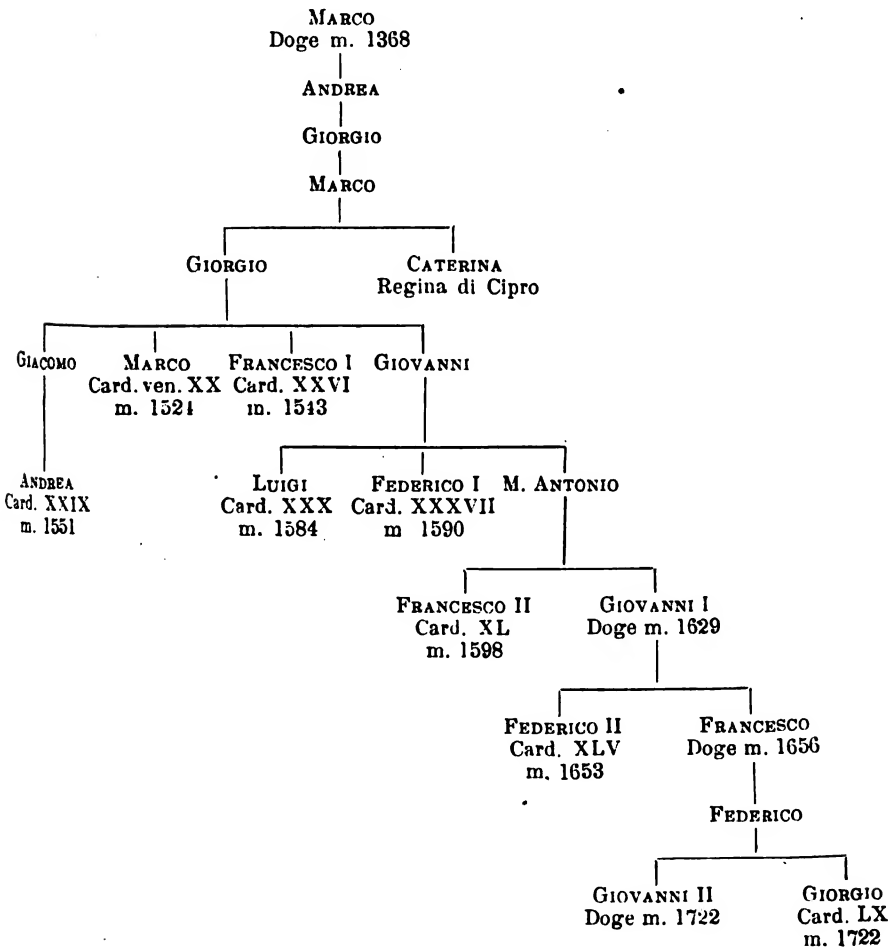 MARCO
Doge m. 1368
ANDREA
GIORGIO
MARCO
GIORGIO CATERINA
Regina di Cipro
GIACOMO MARCO FRANCESCO I GIOVANNI
Card. ven. XX Card. XXVI
m. 1524 m. 1543
ANDREA LUIGI FEDERICO I M. ANTONIO
Card. XXIX Card. XXX Card. XXXVII
m. 1551 m. 1584 m 1590
FRANCESCO II GIOVANNI I
Card. XL Doge m. 1629
m. 1598
FEDERICO II FRANCESCO
Card. XLV Doge m. 1656
m. 1653
FEDERICO
GIOVANNI II GIORGIO
Doge m. 1722 Card. LX
m. 1722